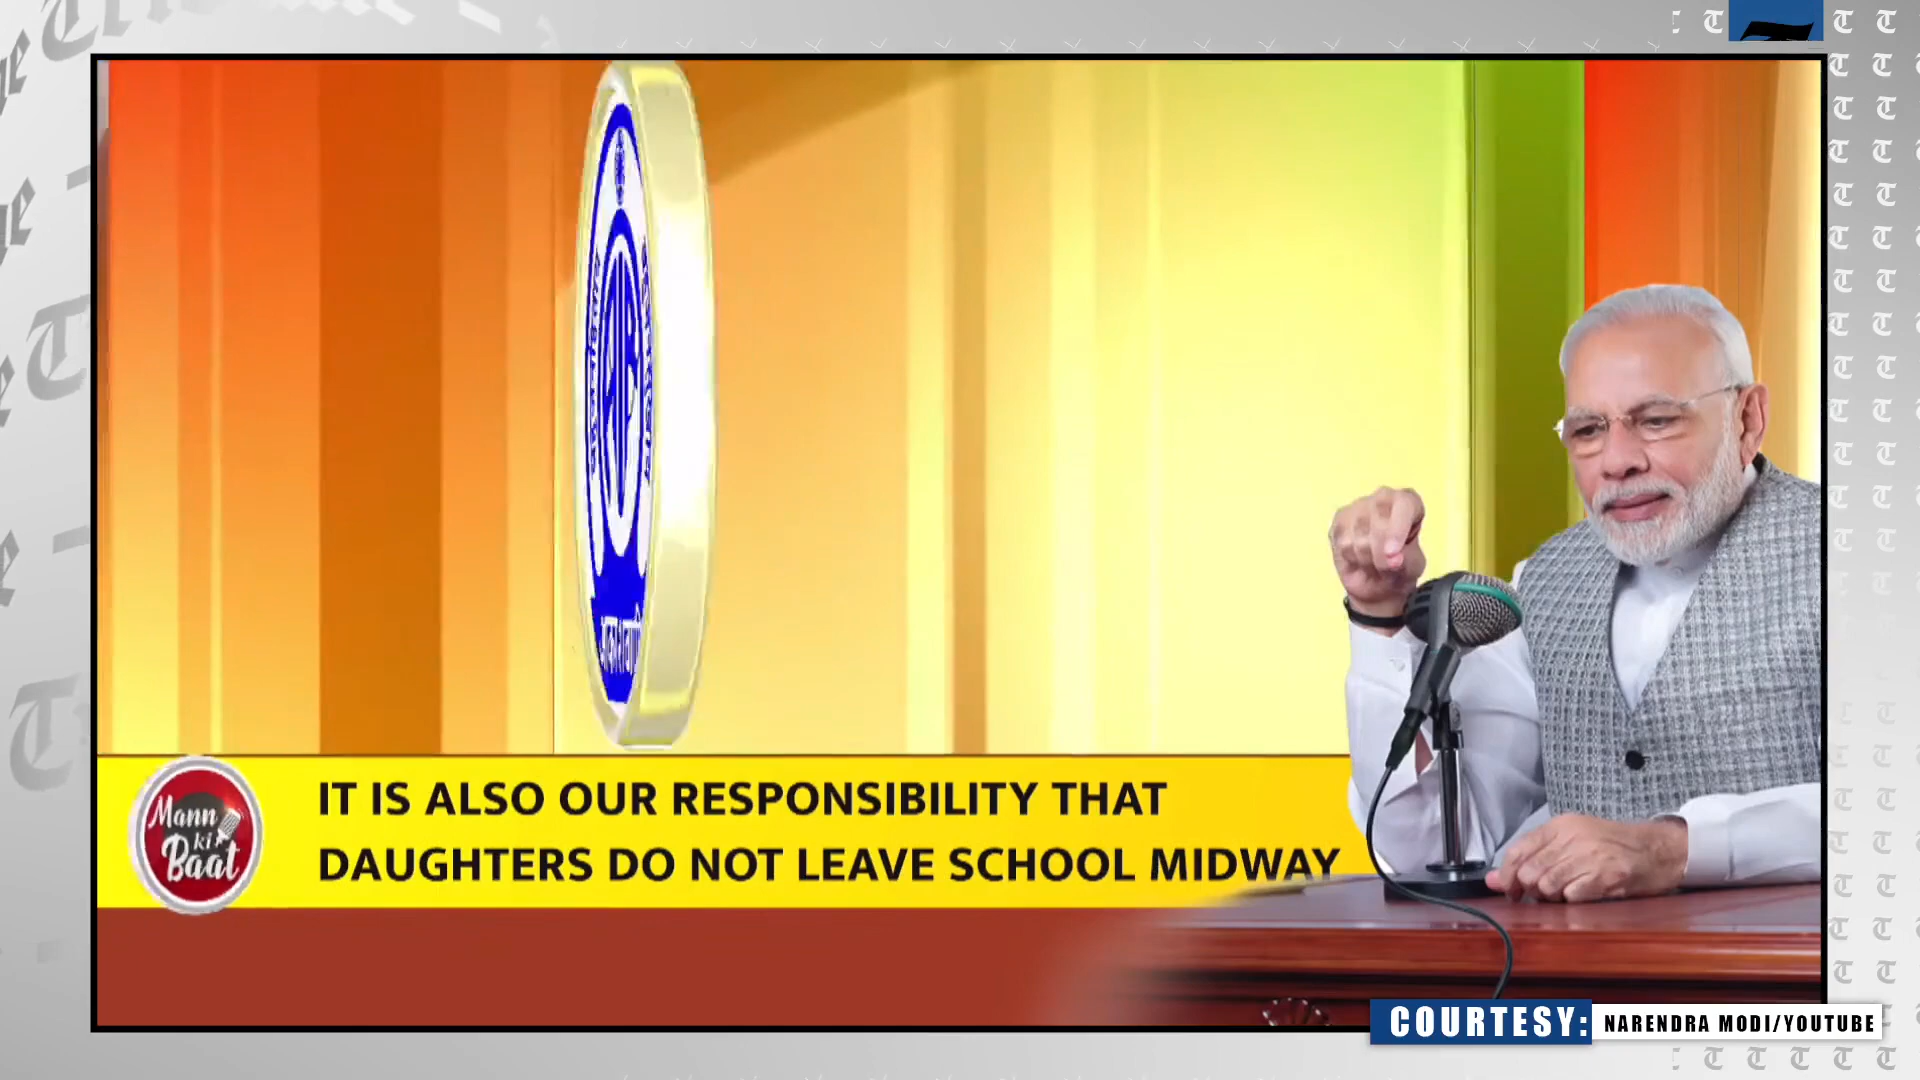 IT IS ALSO OUR RESPONSIBILITY THAT
DAUGHTERS DO NOT LEAVE SCHOOL MIDWAY
Mann
ki
Baat
COURTESY: NARENDRA MODI/YOUTUBE